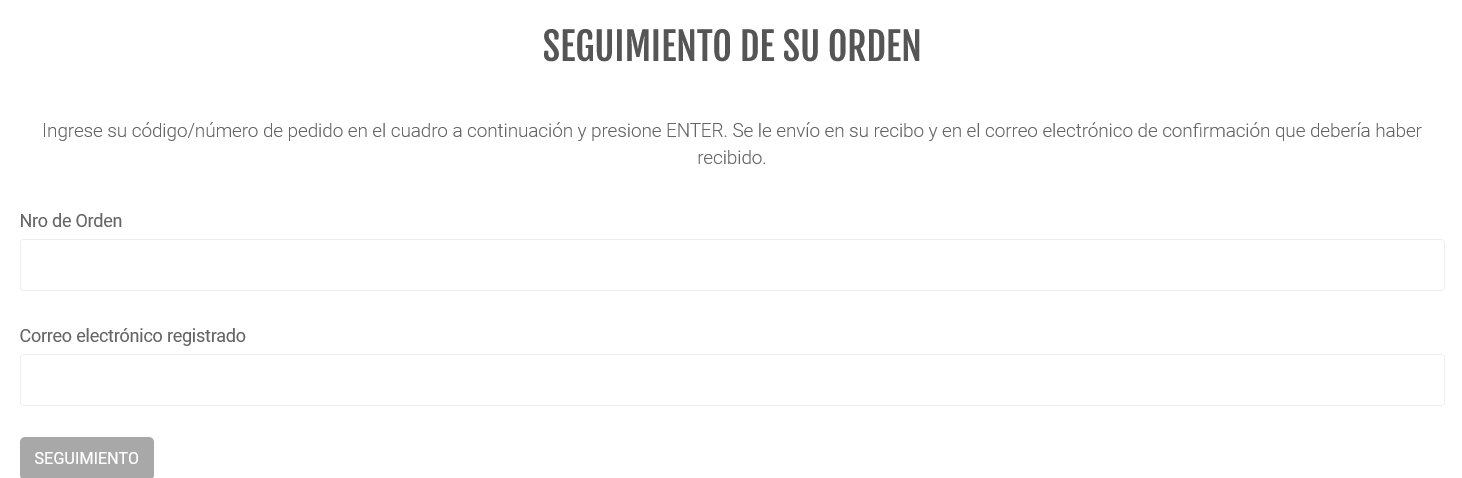 SEGUIMIENTO DE SU ORDEN
Ingrese su código/número de pedido en el cuadro a continuación y presione ENTER. Se le envío en su recibo y en el correo electrónico de confirmación que debería haber
recibido.
Nro de Orden
Correo electrónico registrado
SEGUIMIENTO